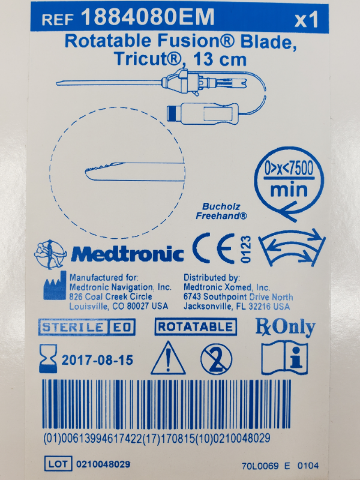 REF 1884080EM x1
Rotatable Fusion® Blade,
Tricut®, 13 cm
0>x<7500
min
Bucholz
Freehand®
Medtronic CE 0123
Manufactured for:
Medtronic Navigation, Inc.
826 Coal Creek Circle
Louisville, CO 80027 USA
Distributed by:
Medtronic Xomed, Inc.
6743 Southpoint Drive North
Jacksonville, FL 32216 USA
STERILE EO ROTATABLE Rx Only
2017-08-15 2 i
(01)00613994617422(17)170815(10)0210048029
LOT 0210048029 70L0069 E 0104